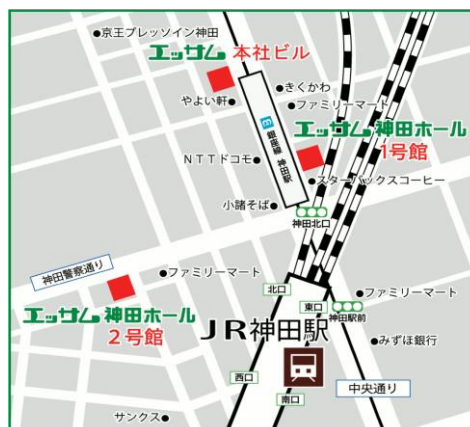 京王プレッソイン神田
エッサム 本社ビル
きくかわ
やよい軒
ファミリーマート
エッサム 神田ホール
1号館
銀座線 神田駅
NTTドコモ
スターバックスコーヒー
小諸そば
神田北口
神田警察通り
ファミリーマート
北口
ファミリーマート
エッサム 神田ホール
2号館
東口
神田駅前
JR神田駅
みずほ銀行
西口
中央通り
南口
サンクス